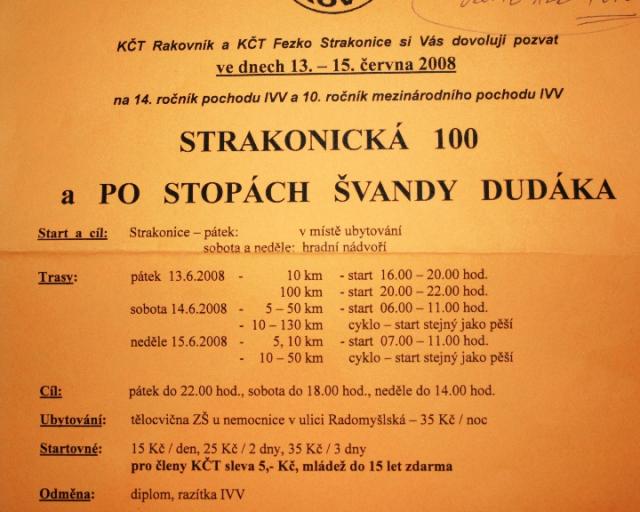 IVV
KČT Rakovník a KČT Fezko Strakonice si Vás dovolují pozvat
ve dnech 13. – 15. června 2008
na 14. ročník pochodu IVV a 10. ročník mezinárodního pochodu IVV
STRAKONICKÁ 100
a PO STOPÁCH ŠVANDY DUDÁKA
Start a cíl: Strakonice – pátek: v místě ubytování
sobota a neděle: hradní nádvoří
Trasy: pátek 13.6.2008 - 10 km - start 16.00 – 20.00 hod.
100 km - start 20.00 – 22.00 hod.
sobota 14.6.2008 - 5 – 50 km - start 06.00 – 11.00 hod.
- 10 – 130 km cyklo – start stejný jako pěší
neděle 15.6.2008 - 5, 10 km - start 07.00 – 11.00 hod.
- 10 – 50 km cyklo – start stejný jako pěší
Cíl: pátek do 22.00 hod., sobota do 18.00 hod., neděle do 14.00 hod.
Ubytování: tělocvična ZŠ u nemocnice v ulici Radomyšlská – 35 Kč / noc
Startovné: 15 Kč / den, 25 Kč / 2 dny, 35 Kč / 3 dny
pro členy KČT sleva 5,- Kč, mládež do 15 let zdarma
Odměna: diplom, razítka IVV